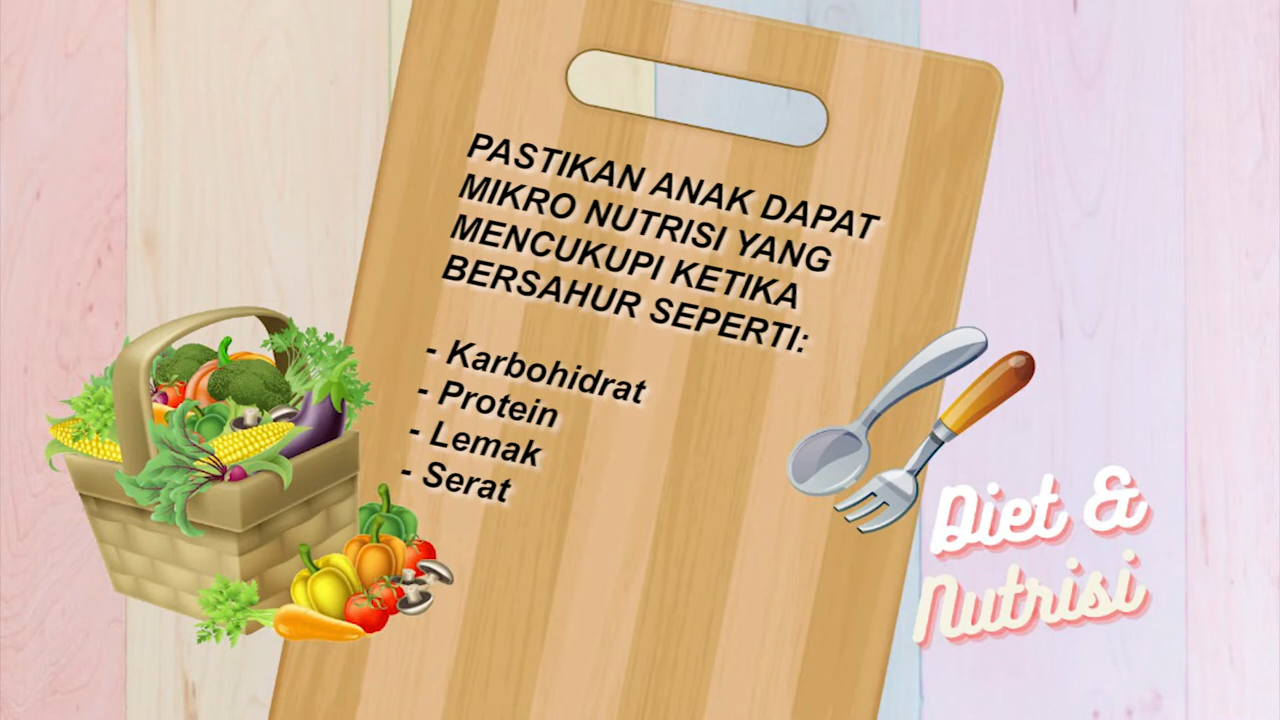 PASTIKAN ANAK DAPAT
MIKRO NUTRISI YANG
MENCUKUPI KETIKA
BERSAHUR SEPERTI:
- Karbohidrat
- Protein
- Lemak
- Serat
Diet &
Nutrisi